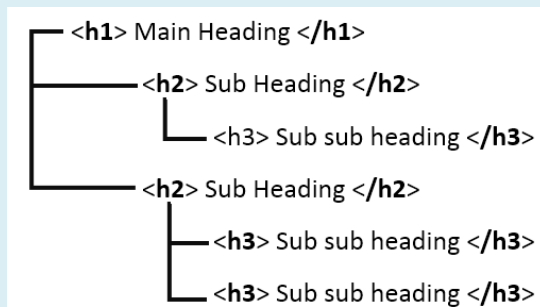 <h1> Main Heading </h1>
<h2> Sub Heading </h2>
<h3> Sub sub heading </h3>
<h2> Sub Heading </h2>
<h3> Sub sub heading </h3>
<h3> Sub sub heading </h3>